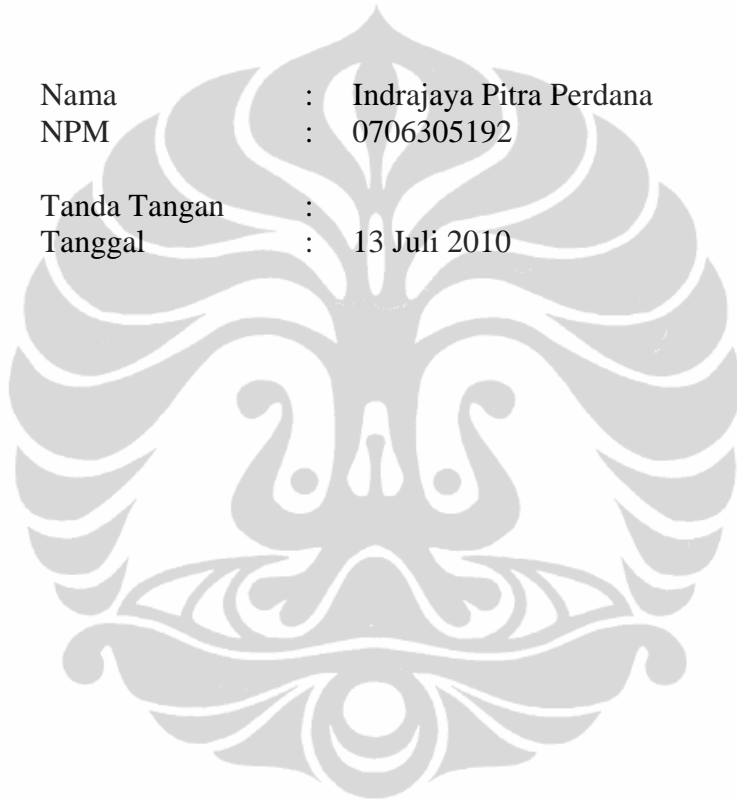 Nama : Indrajaya Pitra Perdana
NPM : 0706305192
Tanda Tangan :
Tanggal : 13 Juli 2010